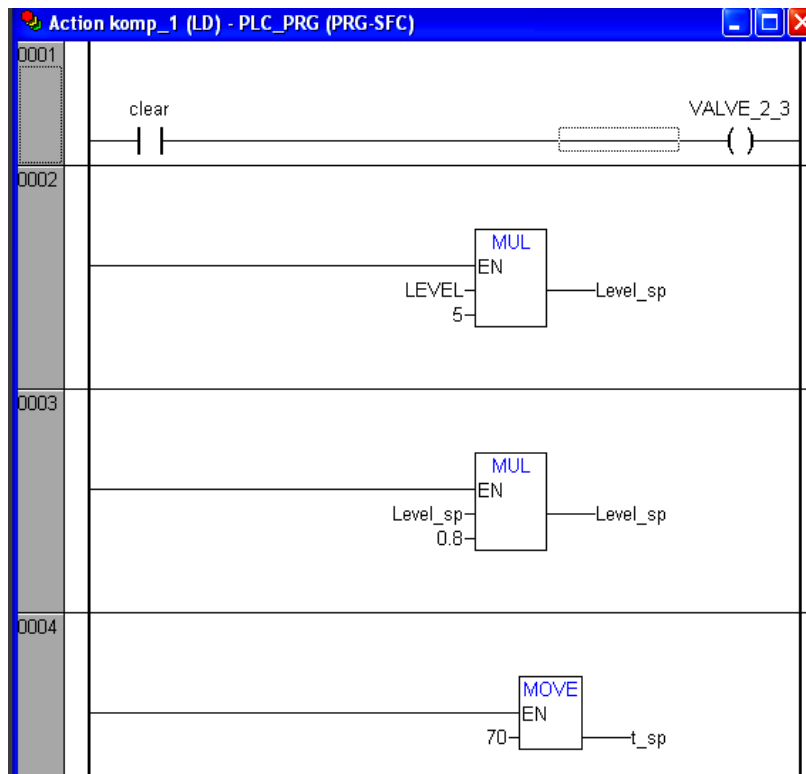 Action komp_1 (LD) - PLC_PRG (PRG-SFC)
0001
clear
VALVE_2_3
0002
MUL
EN
LEVEL
Level_sp
5
0003
MUL
EN
Level_sp
Level_sp
0.8
0004
MOVE
EN
70
t_sp